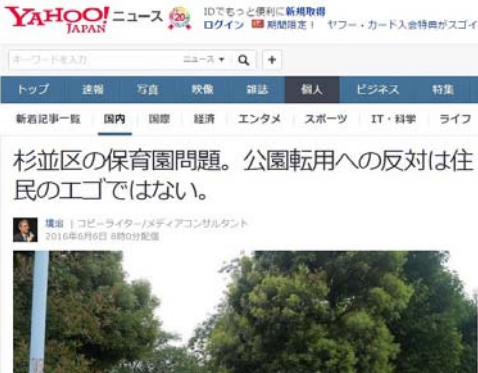 YAHOO! ニュース 20
JAPAN
IDでもっと便利に新規取得
ログイン 期間限定! ヤフー・カード入会特典がスゴイ
キーワードを入力 ニュース +
トップ 速報 写真 映像 雑誌 個人 ビジネス 特集
新着記事一覧 国内 国際 経済 エンタメ スポーツ IT・科学 ライフ
杉並区の保育園問題。公園転用への反対は住
民のエゴではない。
境治 | コピーライター/メディアコンサルタント
2016年6月6日 8時0分配信